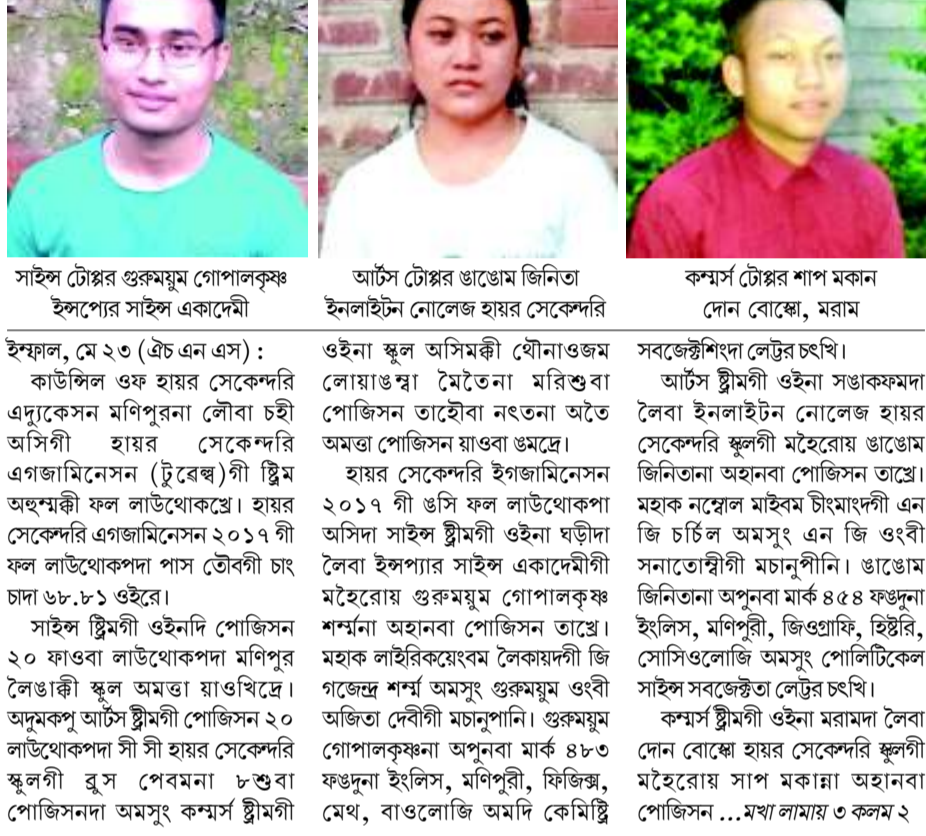 সাইন্স টোপ্পর গুরুময়ুম গোপালকৃষ্ণ
ইন্সপ্যের সাইন্স একাদেমী
আর্টস টোপ্পর ঙাঙোম জিনিতা
ইনলাইটন নোলেজ হায়র সেকেন্দরি
কম্মর্স টোপ্পর শাপ মকান
দোন বোস্কো, মরাম
ইম্ফাল, মে ২৩ (ঐচ এন এস) :
কাউন্সিল ওফ হায়র সেকেন্দরি
এদ্যুকেসন মণিপুরনা লৌবা চহী
অসিগী হায়র সেকেন্দরি
এগজামিনেসন (টুৱেল্ব)গী ষ্ট্রিম
অহুম্মক্কী ফল লাউথোকখ্রে। হায়র
সেকেন্দরি এগজামিনেসন ২০১৭ গী
ফল লাউথোকপদা পাস তৌবগী চাং
চাদা ৬৮.৮১ ওইরে।
সাইন্স ষ্ট্রিমগী ওইনদি পোজিসন
২০ ফাওবা লাউথোকপদা মণিপুর
লৈঙাক্কী স্কুল অমত্তা য়াওখিদ্রে।
অদুমকপু আর্টস ষ্ট্রীমগী পোজিসন ২০
লাউথোকপদা সী সী হায়র সেকেন্দরি
স্কুলগী ব্রুস পেবমনা ৮শুবা
পোজিসনদা অমসুং কম্মর্স ষ্ট্রীমগী
ওইনা স্কুল অসিমক্কী থৌনাওজম
লোয়াঙম্বা মৈতৈনা মরিশুবা
পোজিসন তাহৌবা নৎতনা অতৈ
অমত্তা পোজিসন য়াওবা ঙমদ্রে।
হায়র সেকেন্দরি ইগজামিনেসন
২০১৭ গী ঙসি ফল লাউথোকপা
অসিদা সাইন্স ষ্ট্রীমগী ওইনা ঘড়ীদা
লৈবা ইন্সপ্যার সাইন্স একাদেমীগী
মহৈরোয় গুরুময়ুম গোপালকৃষ্ণ
শর্ম্মনা অহানবা পোজিসন তাখ্রে।
মহাক লাইরিকয়েংবম লৈকায়দগী জি
গজেন্দ্র শর্ম্ম অমসুং গুরুময়ুম ওংবী
অজিতা দেবীগী মচানুপানি। গুরুময়ুম
গোপালকৃষ্ণনা অপুনবা মার্ক ৪৮৩
ফঙদুনা ইংলিস, মণিপুরী, ফিজিক্স,
মেথ, বাওলোজি অমদি কেমিষ্ট্রি
সবজেক্টশিংদা লেট্টর চৎখি।
আর্টস ষ্ট্রীমগী ওইনা সঙাকফমদা
লৈবা ইনলাইটন নোলেজ হায়র
সেকেন্দরি স্কুলগী মহৈরোয় ঙাঙোম
জিনিতানা অহানবা পোজিসন তাখ্রে।
মহাক নম্বোল মাইবম চীংমাংদগী এন
জি চর্চিল অমসুং এন জি ওংবী
সনাতোম্বীগী মচানুপীনি। ঙাঙোম
জিনিতানা অপুনবা মার্ক ৪৫৪ ফঙদুনা
ইংলিস, মণিপুরী, জিওগ্রাফি, হিষ্টরি,
সোসিওলোজি অমসুং পোলিটিকেল
সাইন্স সবজেক্টতা লেট্টর চৎখি।
কম্মর্স ষ্ট্রীমগী ওইনা মরামদা লৈবা
দোন বোস্কো হায়র সেকেন্দরি স্কুলগী
মহৈরোয় সাপ মকান্না অহানবা
পোজিসন ...মখা লামায় ৩ কলম ২